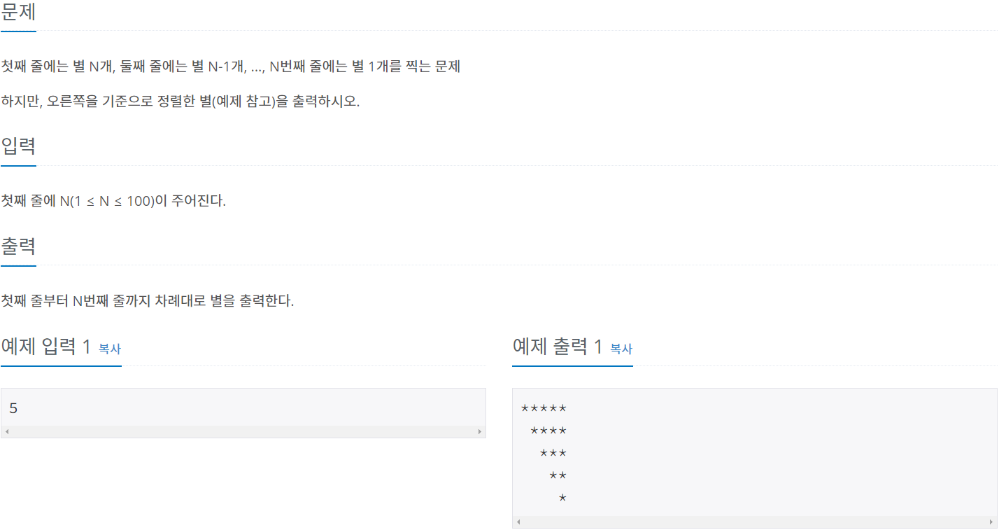 문제
첫째 줄에는 별 N개, 둘째 줄에는 별 N-1개, ..., N번째 줄에는 별 1개를 찍는 문제
하지만, 오른쪽을 기준으로 정렬한 별(예제 참고)을 출력하시오.
입력
첫째 줄에 N(1 ≤ N ≤ 100)이 주어진다.
출력
첫째 줄부터 N번째 줄까지 차례대로 별을 출력한다.
예제 입력 1 복사
5
예제 출력 1 복사
*****
 ****
  ***
   **
    *